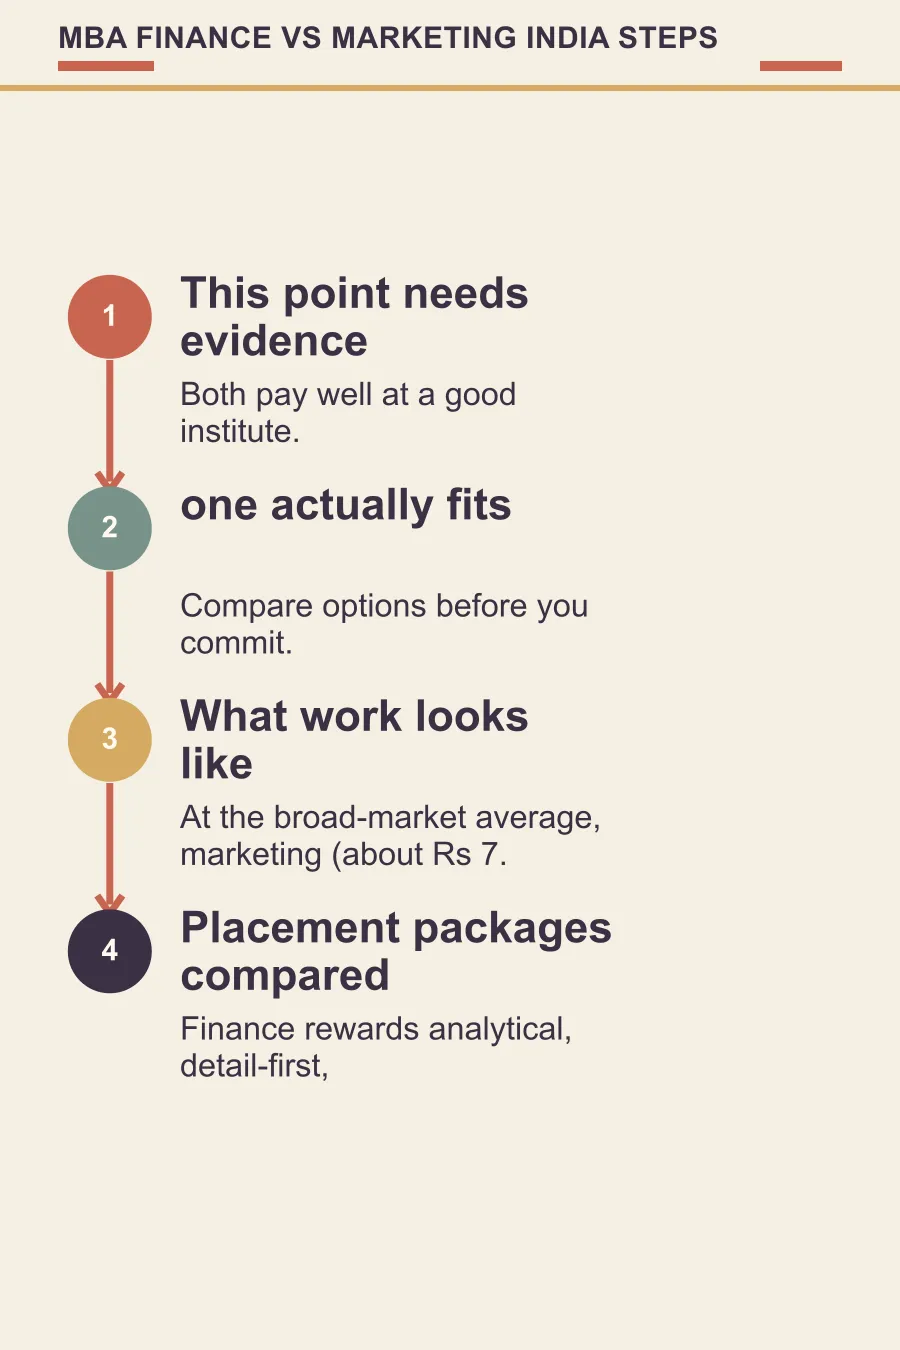 MBA FINANCE VS MARKETING INDIA STEPS
1
This point needs
evidence
Both pay well at a good
institute.
2
one actually fits
Compare options before you
commit.
3
What work looks
like
At the broad-market average,
marketing (about Rs 7.
4
Placement packages
compared
Finance rewards analytical,
detail-first,